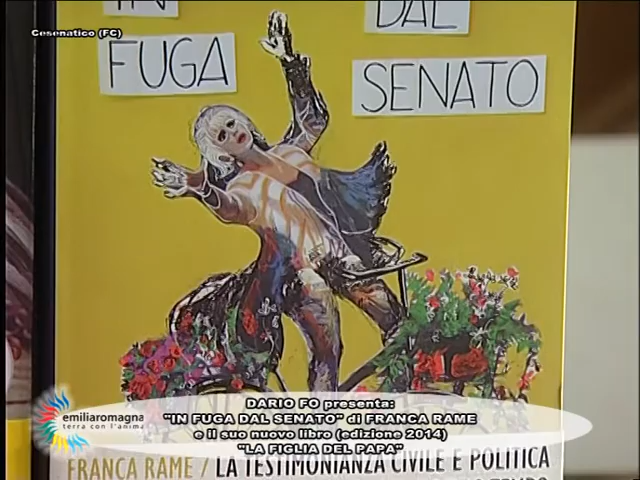 Cesenatico (FC)
IN
DAL
FUGA
SENATO
emiliaromagna
terra con l'anima
DARIO FO presenta:
"IN FUGA DAL SENATO" di FRANCA RAME
e il suo nuovo libro (edizione 2014)
"LA FIGLIA DEL PAPA"
FRANCA RAME / LA TESTIMONIANZA CIVILE E POLITICA